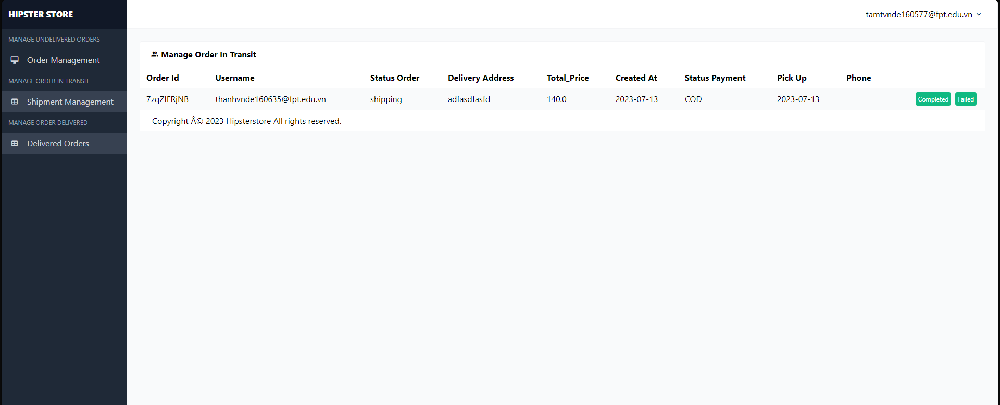 HIPSTER STORE
tamtvnde160577@fpt.edu.vn
MANAGE UNDELIVERED ORDERS
Order Management
MANAGE ORDER IN TRANSIT
Shipment Management
MANAGE ORDER DELIVERED
Delivered Orders
Manage Order In Transit
Order Id Username Status Order Delivery Address Total_Price Created At Status Payment Pick Up Phone
7zqZIFRjNB thanhvnde160635@fpt.edu.vn shipping adfasdfasfd 140.0 2023-07-13 COD 2023-07-13 Completed Failed
Copyright Â© 2023 Hipsterstore All rights reserved.